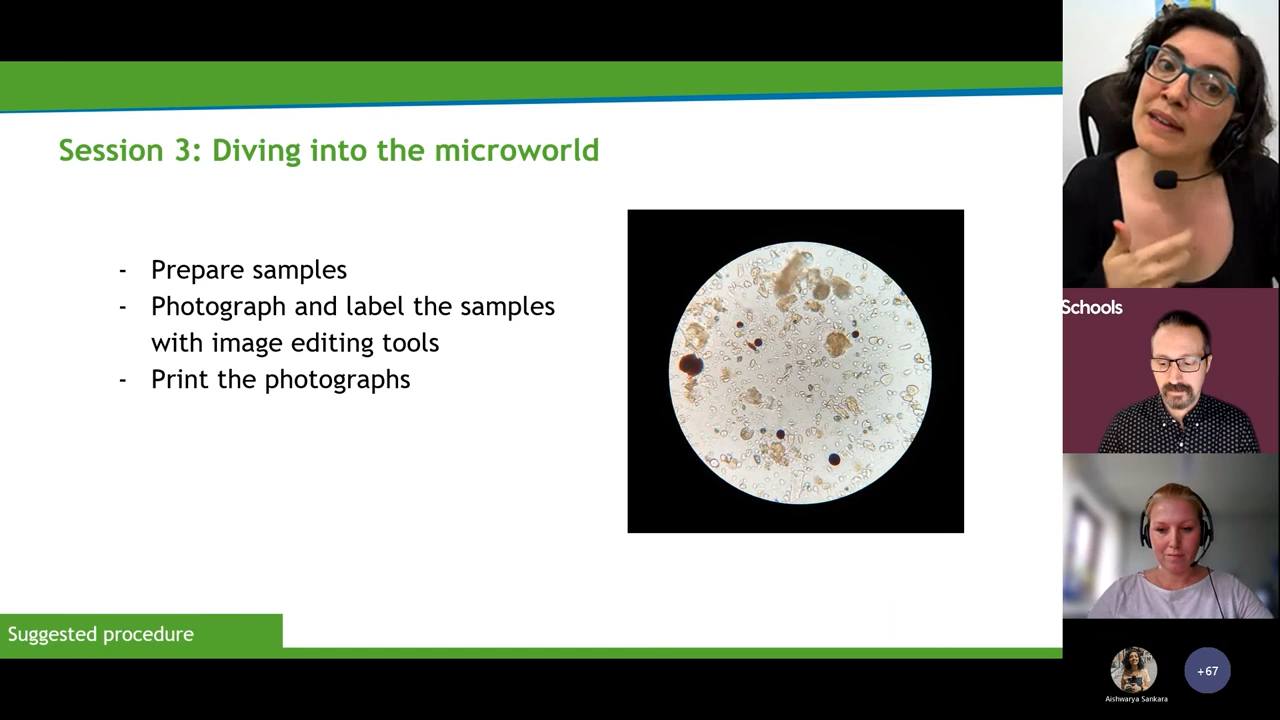 Session 3: Diving into the microworld
- Prepare samples
- Photograph and label the samples
with image editing tools
- Print the photographs
Suggested procedure
Schools
+67
Aishwarya Sankara